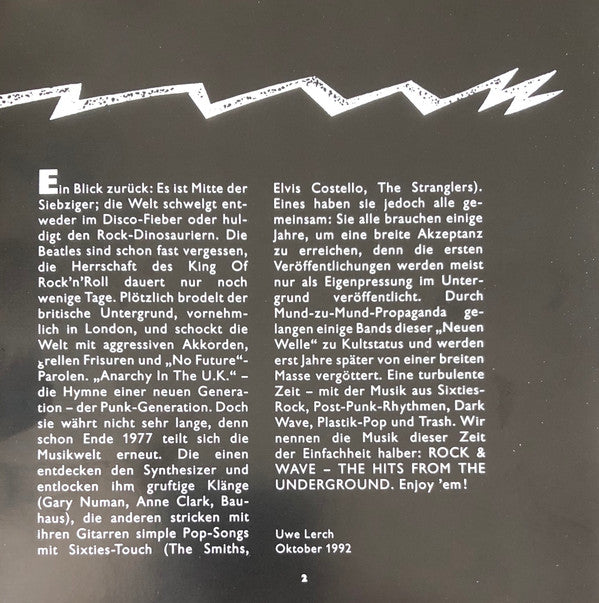 Ein Blick zurück: Es ist Mitte der
Siebziger; die Welt schwelgt ent-
weder im Disco-Fieber oder hul-
digt den Rock-Dinosauriern. Die
Beatles sind schon fast vergessen,
die Herrschaft des King Of
Rock'n'Roll dauert nur noch
wenige Tage. Plötzlich brodelt der
britische Untergrund, vornehm-
lich in London, und schockt die
Welt mit aggressiven Akkorden,
grellen Frisuren und „No Future"-
Parolen. „Anarchy In The U.K." –
die Hymne einer neuen Genera-
tion – der Punk-Generation. Doch
sie währt nicht sehr lange, denn
schon Ende 1977 teil sich die
Musikwelt erneut. Die einen
entdecken den Synthesizer und
entlocken ihm gruftige Klänge
(Gary Numan, Anne Clark, Bau-
haus), die anderen stricken mit
ihren Gitarren simple Pop-Songs
mit Sixties-Touch (The Smiths,
Elvis Costello, The Stranglers).
Eines haben sie jedoch alle ge-
meinsam: Sie alle brauchen einige
Jahre, um eine breite Akzeptanz
zu erreichen, denn die ersten
Veröffentlichungen werden meist
nur als Eigenpressung im Unter-
grund veröffentlicht. Durch
Mund-zu-Mund-Propaganda ge-
langen einige Bands dieser „Neuen
Welle" zu Kultstatus und werden
erst Jahre später von einer breiten
Masse vergöttert. Eine turbulente
Zeit – mit der Musik aus Sixties-
Rock, Post-Punk-Rhythmen, Dark
Wave, Plastik-Pop und Trash. Wir
nennen die Musik dieser Zeit
der Einfachheit halber: ROCK &
WAVE – THE HITS FROM THE
UNDERGROUND. Enjoy 'em!
Uwe Lerch
Oktober 1992
2